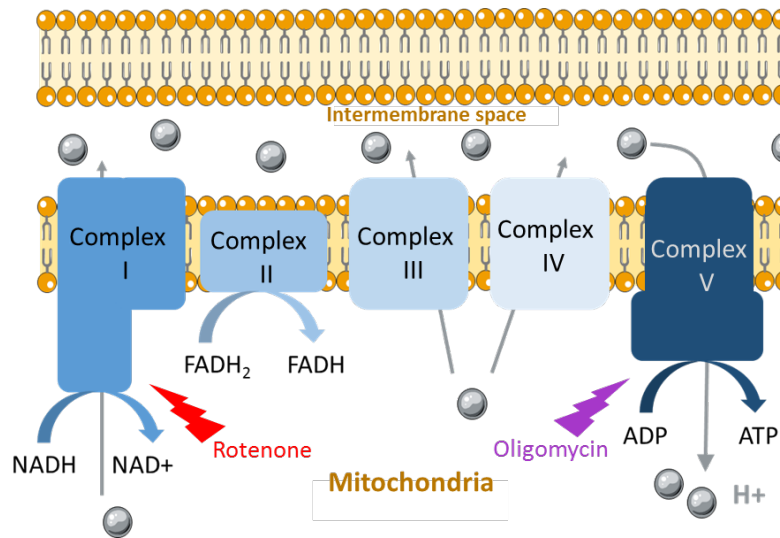 Intermembrane space
Complex
I
Complex
II
Complex
III
Complex
IV
Complex
V
FADH₂
FADH
NADH
NAD+
Rotenone
Oligomycin
ADP
ATP
Mitochondria
H+